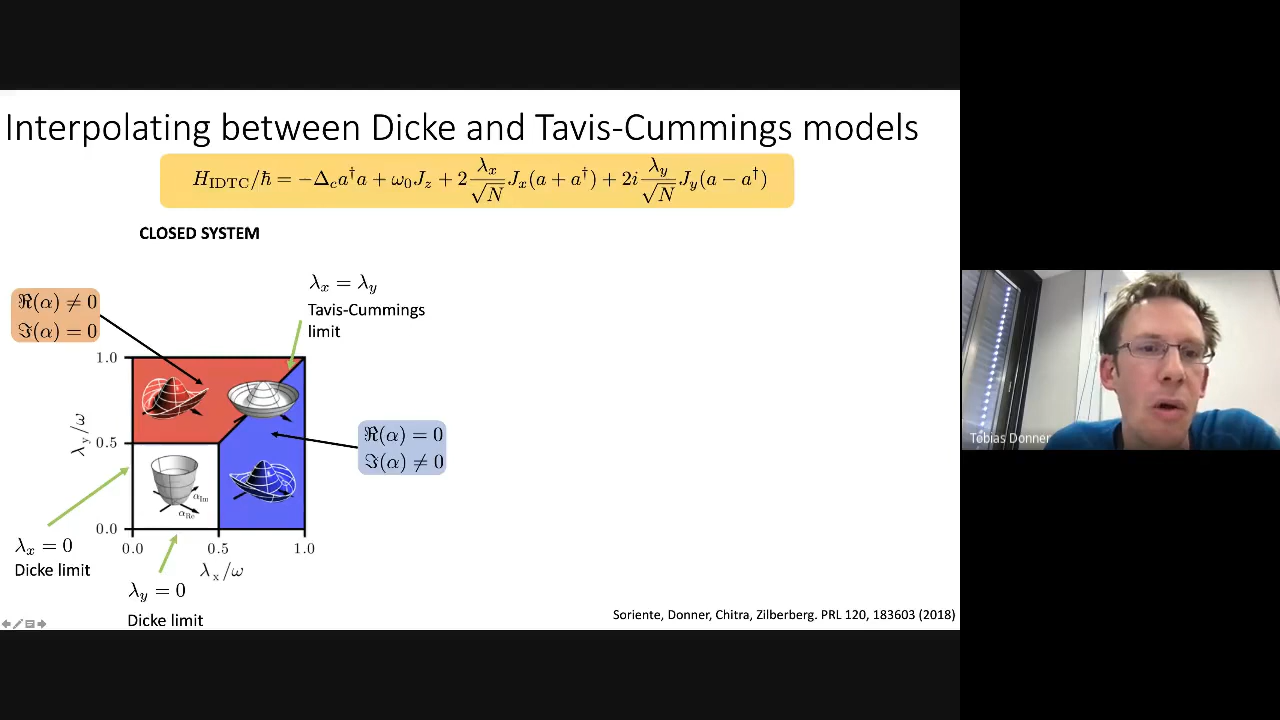 Interpolating between Dicke and Tavis-Cummings models
H_IDTC/ħ = −Δ_c a†a + ω₀J_z + 2 λ_x/√N J_x(a + a†) + 2i λ_y/√N J_y(a − a†)
CLOSED SYSTEM
λ_x = λ_y
Tavis-Cummings
limit
ℜ(α) ≠ 0
ℑ(α) = 0
1.0
λ_y/ω
0.5
0.0
α_Im
α_Re
ℜ(α) = 0
ℑ(α) ≠ 0
λ_x = 0
Dicke limit
0.0 0.5 1.0
λ_x/ω
λ_y = 0
Dicke limit
Soriente, Donner, Chitra, Zilberberg. PRL 120, 183603 (2018)
Tobias Donner